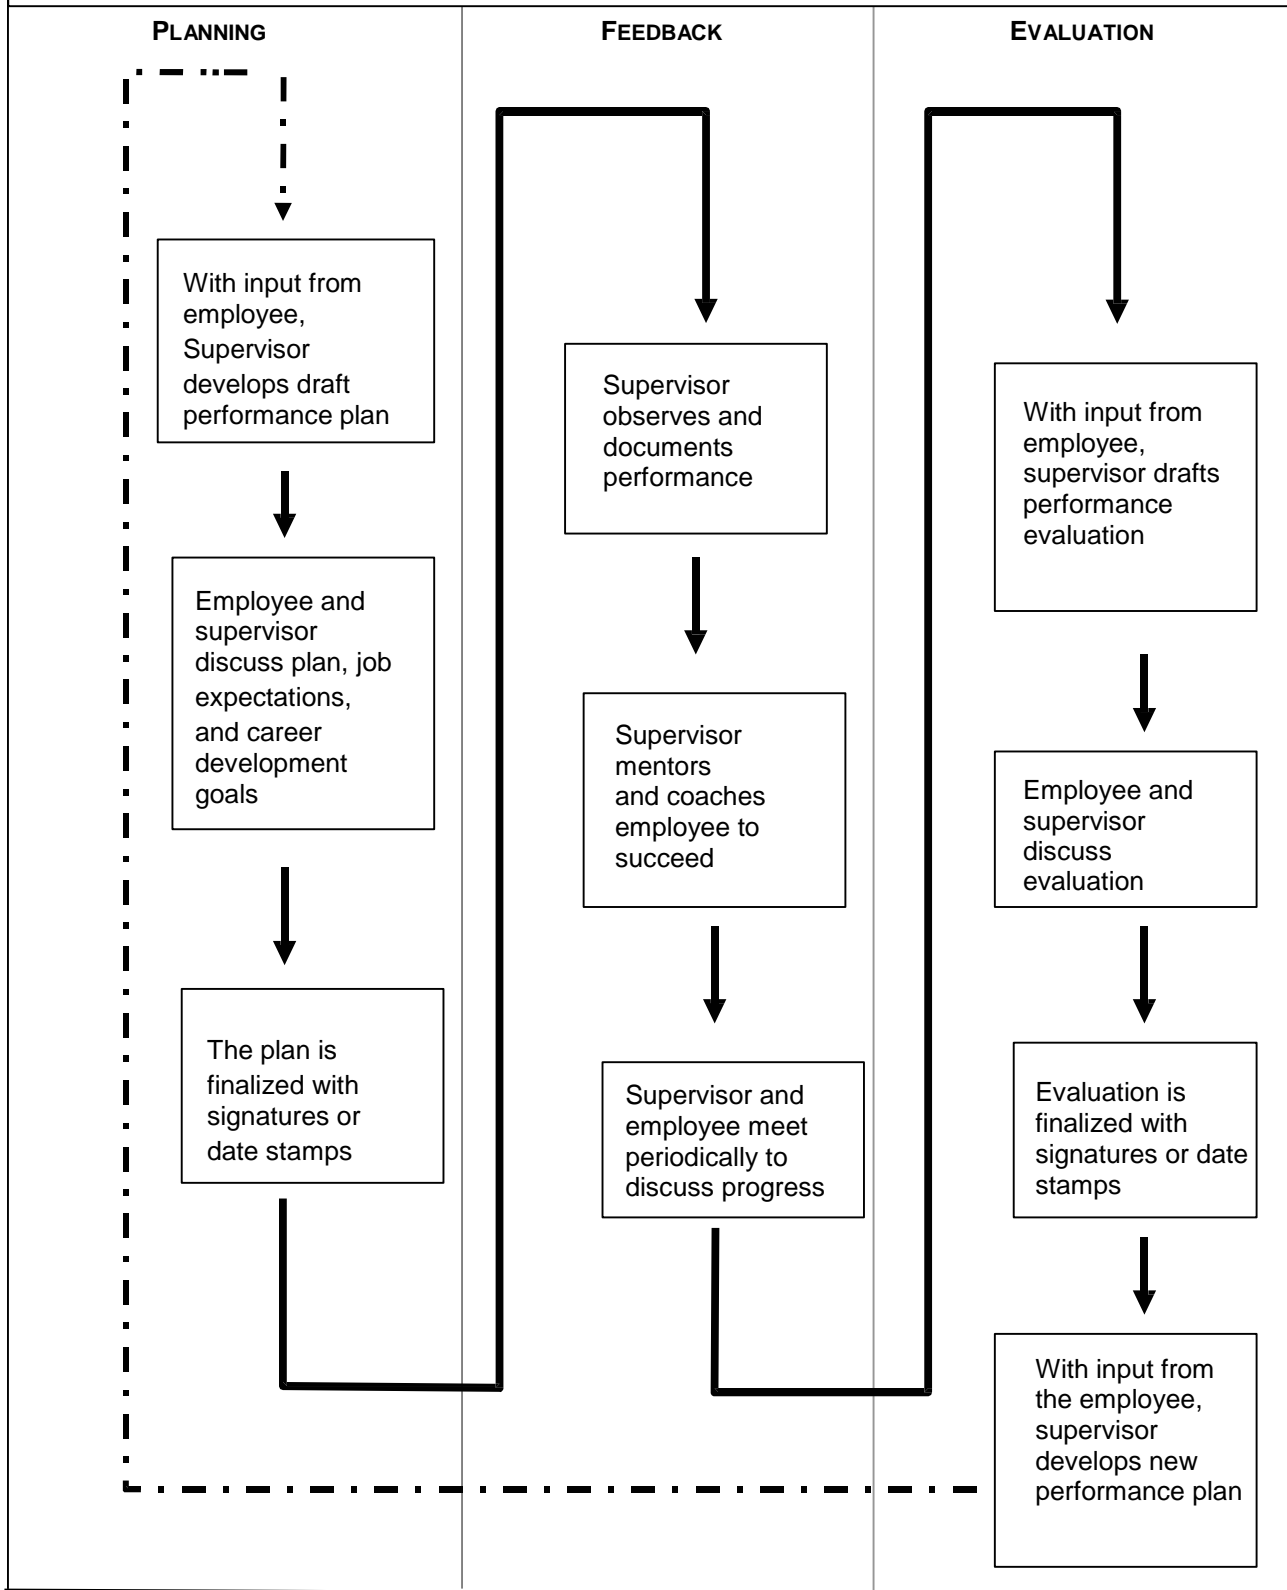 PLANNING
With input from
employee,
Supervisor
develops draft
performance plan
Employee and
supervisor
discuss plan, job
expectations,
and career
development
goals
The plan is
finalized with
signatures or
date stamps
FEEDBACK
Supervisor
observes and
documents
performance
Supervisor
mentors
and coaches
employee to
succeed
Supervisor and
employee meet
periodically to
discuss progress
EVALUATION
With input from
employee,
supervisor drafts
performance
evaluation
Employee and
supervisor
discuss
evaluation
Evaluation is
finalized with
signatures or date
stamps
With input from
the employee,
supervisor
develops new
performance plan